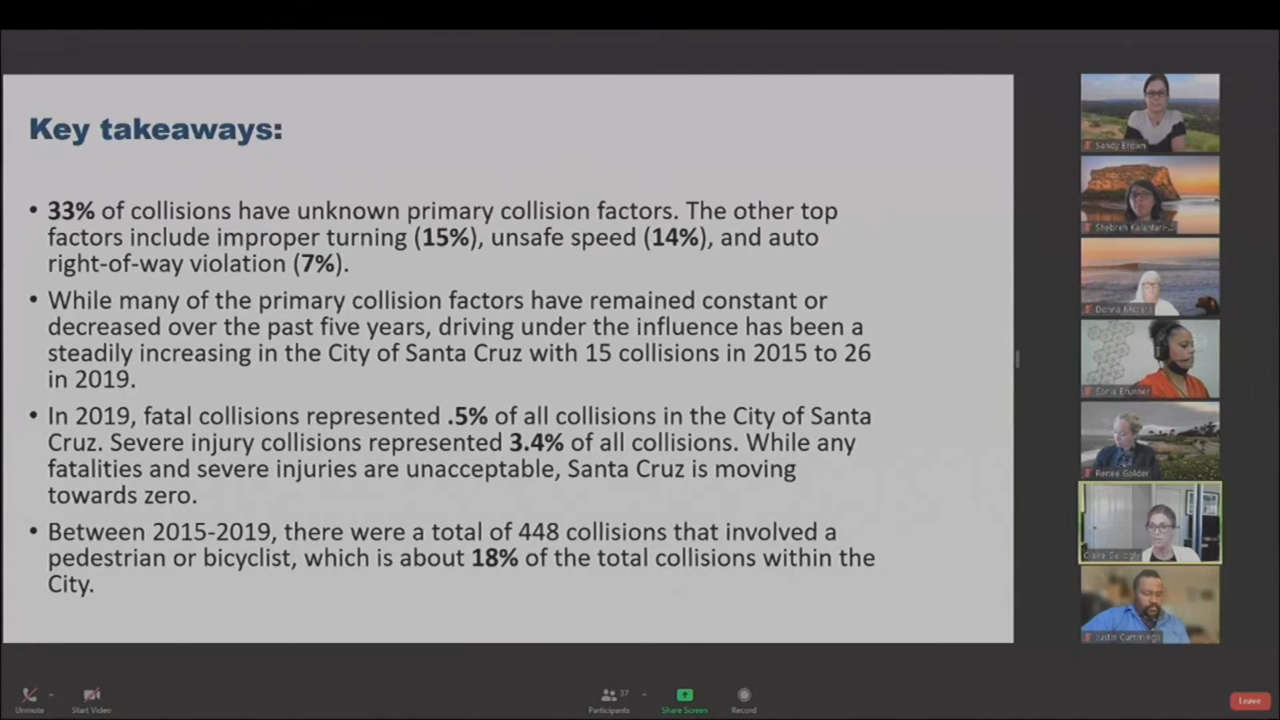 Key takeaways:
• 33% of collisions have unknown primary collision factors. The other top
factors include improper turning (15%), unsafe speed (14%), and auto
right-of-way violation (7%).
• While many of the primary collision factors have remained constant or
decreased over the past five years, driving under the influence has been a
steadily increasing in the City of Santa Cruz with 15 collisions in 2015 to 26
in 2019.
• In 2019, fatal collisions represented .5% of all collisions in the City of Santa
Cruz. Severe injury collisions represented 3.4% of all collisions. While any
fatalities and severe injuries are unacceptable, Santa Cruz is moving
towards zero.
• Between 2015-2019, there were a total of 448 collisions that involved a
pedestrian or bicyclist, which is about 18% of the total collisions within the
City.
Sandy Brown
Donna
Renee Golder
Claire
Justin Cummings
Unmute
Start Video
37
Participants
Share Screen
Record
Leave